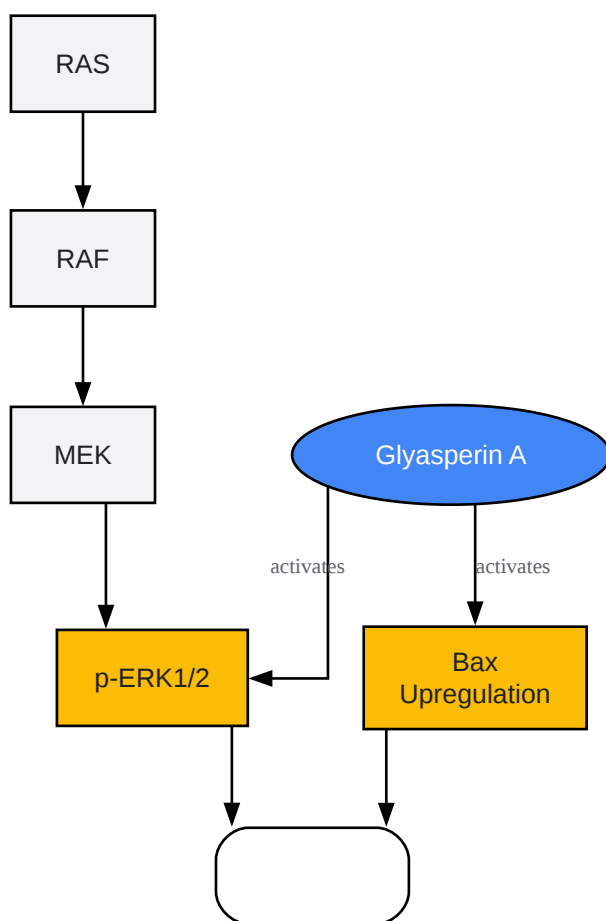 RAS
RAF
MEK
Glyasperin A
activates
activates
p-ERK1/2
Bax
Upregulation